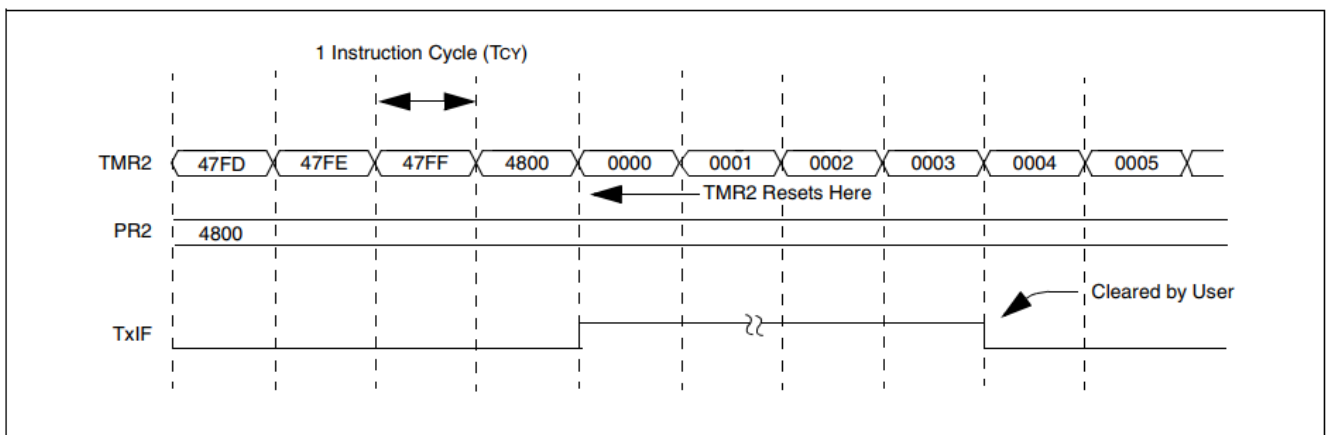 1 Instruction Cycle (TCY)
TMR2 47FD 47FE 47FF 4800 0000 0001 0002 0003 0004 0005
TMR2 Resets Here
PR2 4800
Cleared by User
TxIF